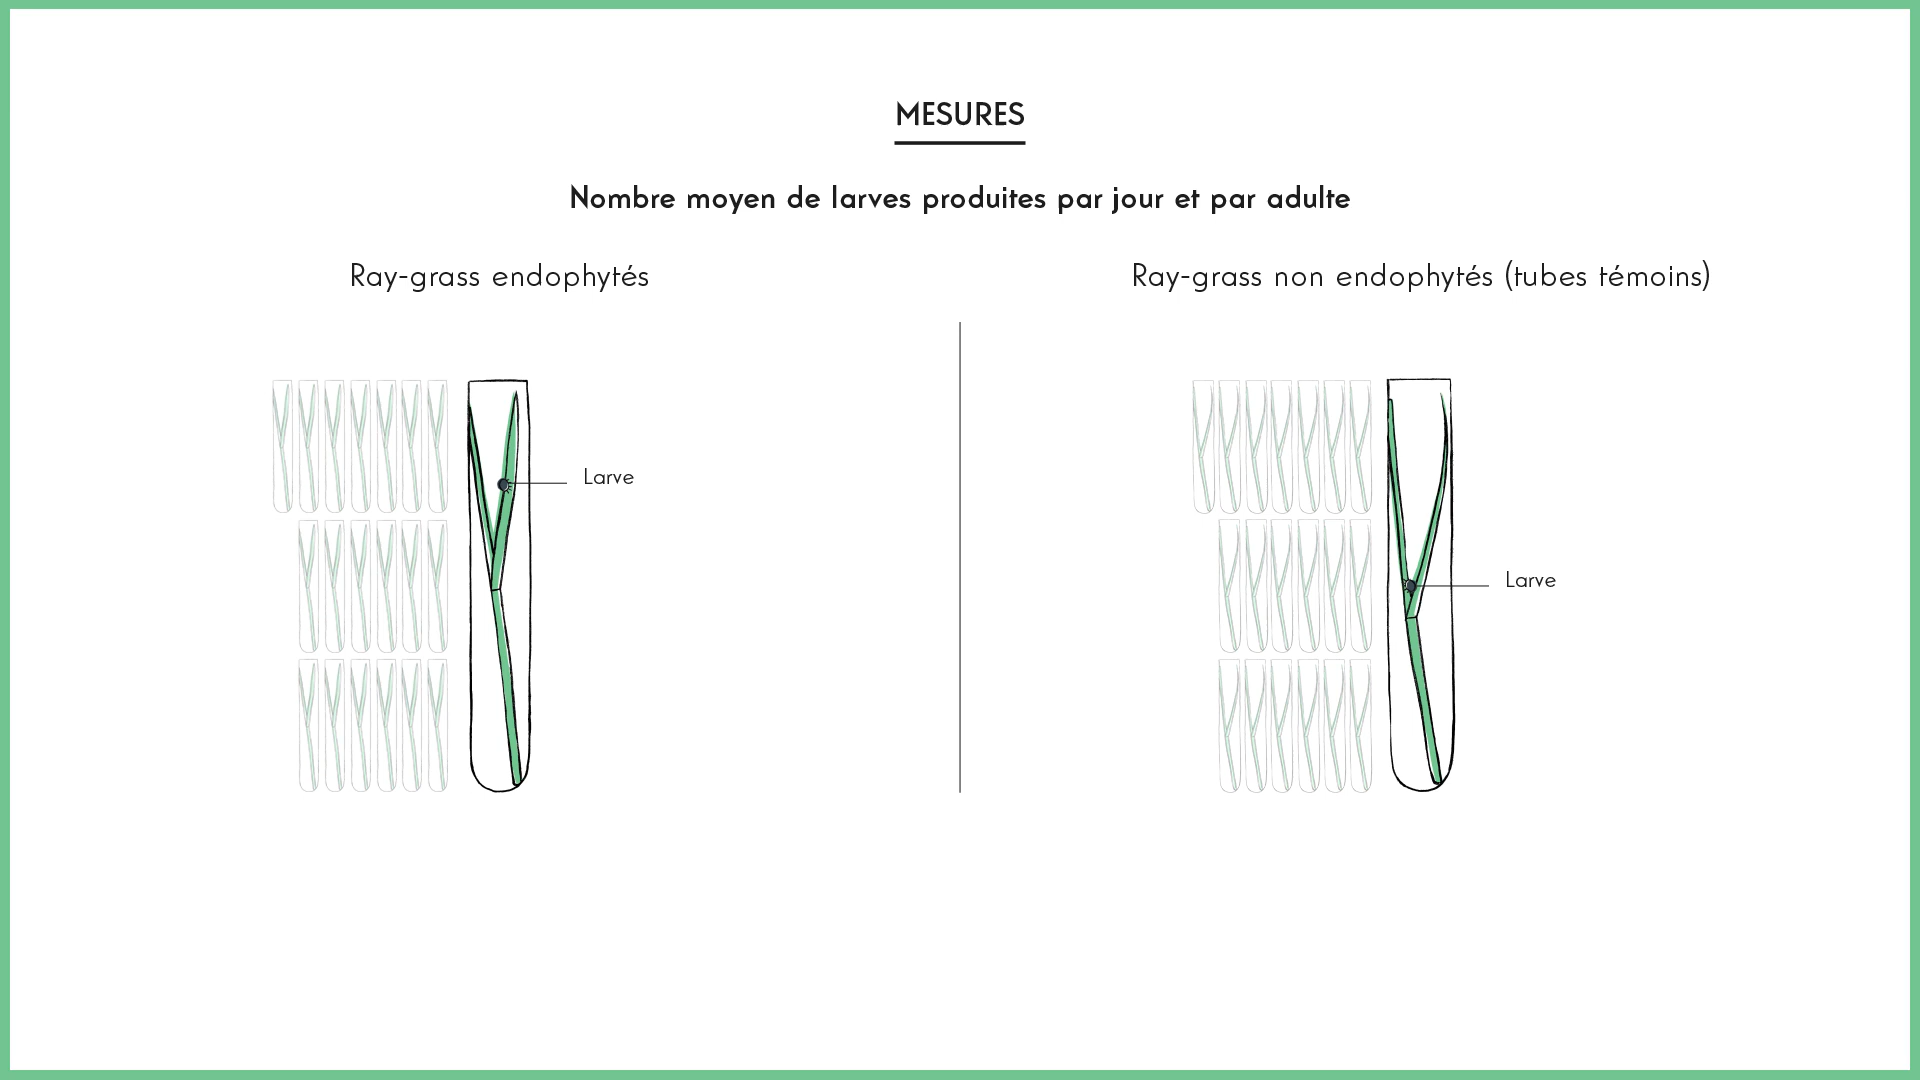 MESURES
Nombre moyen de larves produites par jour et par adulte
Ray-grass endophytés
Ray-grass non endophytés (tubes témoins)
Larve
Larve